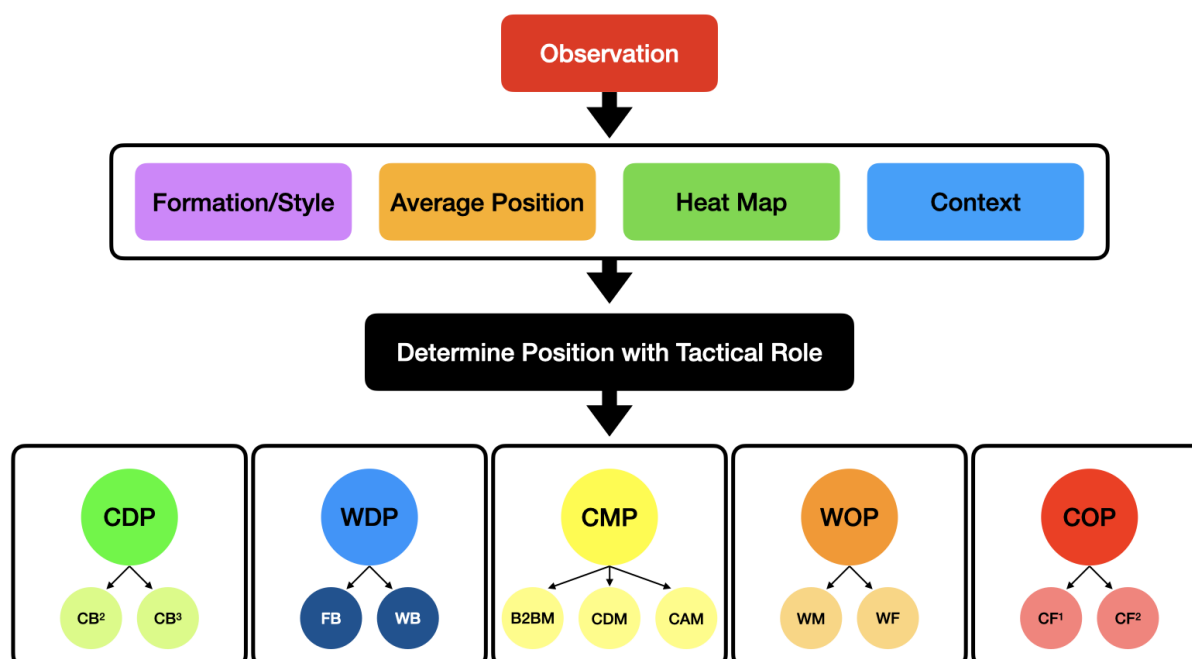 Observation
Formation/Style
Average Position
Heat Map
Context
Determine Position with Tactical Role
CDP
WDP
CMP
WOP
COP
CB²
CB³
FB
WB
B2BM
CDM
CAM
WM
WF
CF¹
CF²